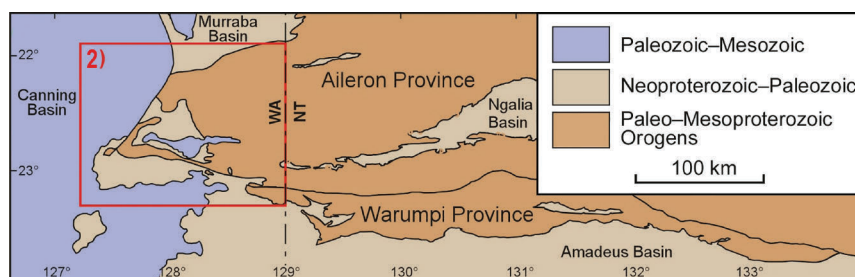 Murraba
Basin
22°
2)
Canning
Basin
WA
NT
Aileron Province
Ngalia
Basin
23°
Warumpi Province
Amadeus Basin
127°
128°
129°
130°
131°
132°
133°
Paleozoic–Mesozoic
Neoproterozoic–Paleozoic
Paleo–Mesoproterozoic
Orogens
100 km